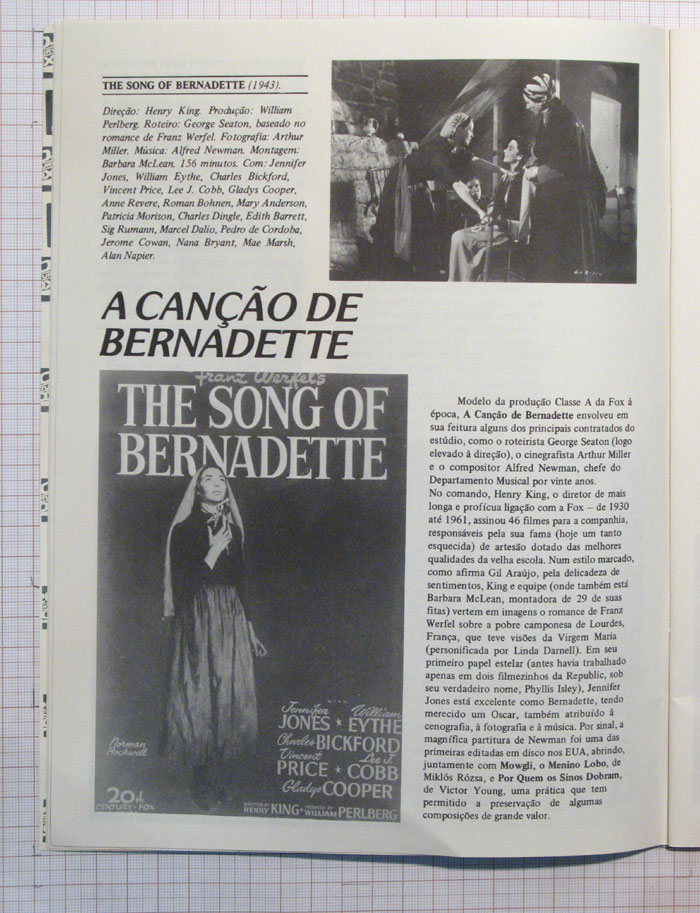 THE SONG OF BERNADETTE (1943).
Direção: Henry King. Produção: William
Perlberg. Roteiro: George Seaton, baseado no
romance de Franz Werfel. Fotografia: Arthur
Miller. Música: Alfred Newman. Montagem:
Barbara McLean. 156 minutos. Com: Jennifer
Jones, William Eythe, Charles Bickford,
Vincent Price, Lee J. Cobb, Gladys Cooper,
Anne Revere, Roman Bohnen, Mary Anderson,
Patricia Morison, Charles Dingle, Edith Barrett,
Sig Rumann, Marcel Dalio, Pedro de Cordoba,
Jerome Cowan, Nana Bryant, Mae Marsh,
Alan Napier.
A CANÇÃO DE
BERNADETTE
Franz Werfel's
THE SONG OF
BERNADETTE
WITH
Jennifer JONES ★ William EYTHE
Charles BICKFORD
Vincent PRICE ★ Lee J. COBB
Gladys COOPER
DIRECTED BY HENRY KING • PRODUCED BY WILLIAM PERLBERG
Norman
Rockwell
20th
CENTURY-FOX
Modelo da produção Classe A da Fox à
época, A Canção de Bernadette envolveu em
sua feitura alguns dos principais contratados do
estúdio, como o roteirista George Seaton (logo
elevado à direção), o cinegrafista Arthur Miller
e o compositor Alfred Newman, chefe do
Departamento Musical por vinte anos.
No comando, Henry King, o diretor de mais
longa e profícua ligação com a Fox – de 1930
até 1961, assinou 46 filmes para a companhia,
responsáveis pela sua fama (hoje um tanto
esquecida) de artesão dotado das melhores
qualidades da velha escola. Num estilo marcado,
como afirma Gil Araújo, pela delicadeza de
sentimentos, King e equipe (onde também está
Barbara McLean, montadora de 29 de suas
fitas) vertem em imagens o romance de Franz
Werfel sobre a pobre camponesa de Lourdes,
França, que teve visões da Virgem Maria
(personificada por Linda Darnell). Em seu
primeiro papel estelar (antes havia trabalhado
apenas em dois filmezinhos da Republic, sob
seu verdadeiro nome, Phyllis Isley), Jennifer
Jones está excelente como Bernadette, tendo
merecido um Oscar, também atribuído à
cenografia, à fotografia e à música. Por sinal, a
magnífica partitura de Newman foi uma das
primeiras editadas em disco nos EUA, abrindo,
juntamente com Mowgli, o Menino Lobo, de
Miklós Rózsa, e Por Quem os Sinos Dobram,
de Victor Young, uma prática que tem
permitido a preservação de algumas
composições de grande valor.